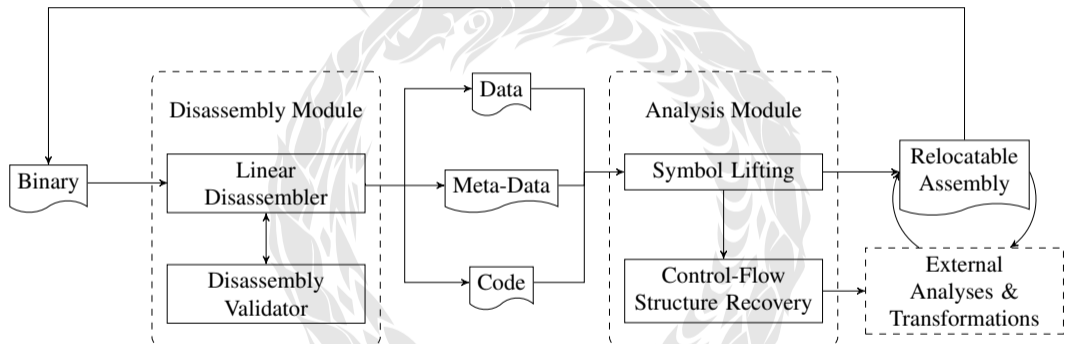 Binary
Disassembly Module
Linear
Disassembler
Disassembly
Validator
Data
Meta-Data
Code
Analysis Module
Symbol Lifting
Control-Flow
Structure Recovery
Relocatable
Assembly
External
Analyses &
Transformations